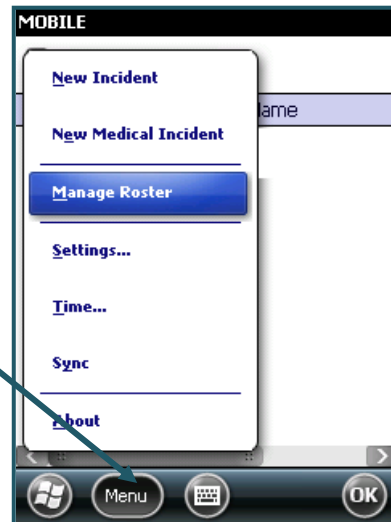 MOBILE
New Incident
New Medical Incident
Manage Roster
Settings...
Time...
Sync
About
Menu
OK